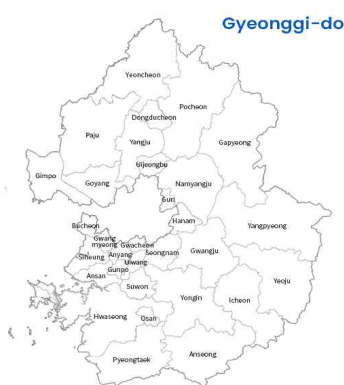 Gyeonggi-do
Yeoncheon
Pocheon
Dongducheon
Paju
Yangju
Gapyeong
Uijeongbu
Gimpo
Goyang
Namyangju
Guri
Hanam
Bucheon
Yangpyeong
Gwang
myeong
Gwacheon
Siheung
Anyang
Seongnam
Gwangju
Uiwang
Gunpo
Ansan
Yeoju
Suwon
Yongin
Icheon
Hwaseong
Osan
Pyeongtaek
Anseong